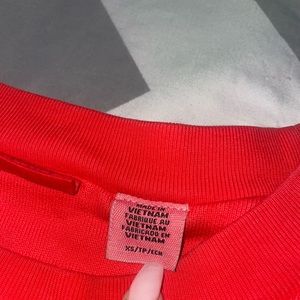 MADE IN
VIETNAM
FABRIQUE AU
VIETNAM
FABRICADO EN
VIETNAM
XS/TP/ECH